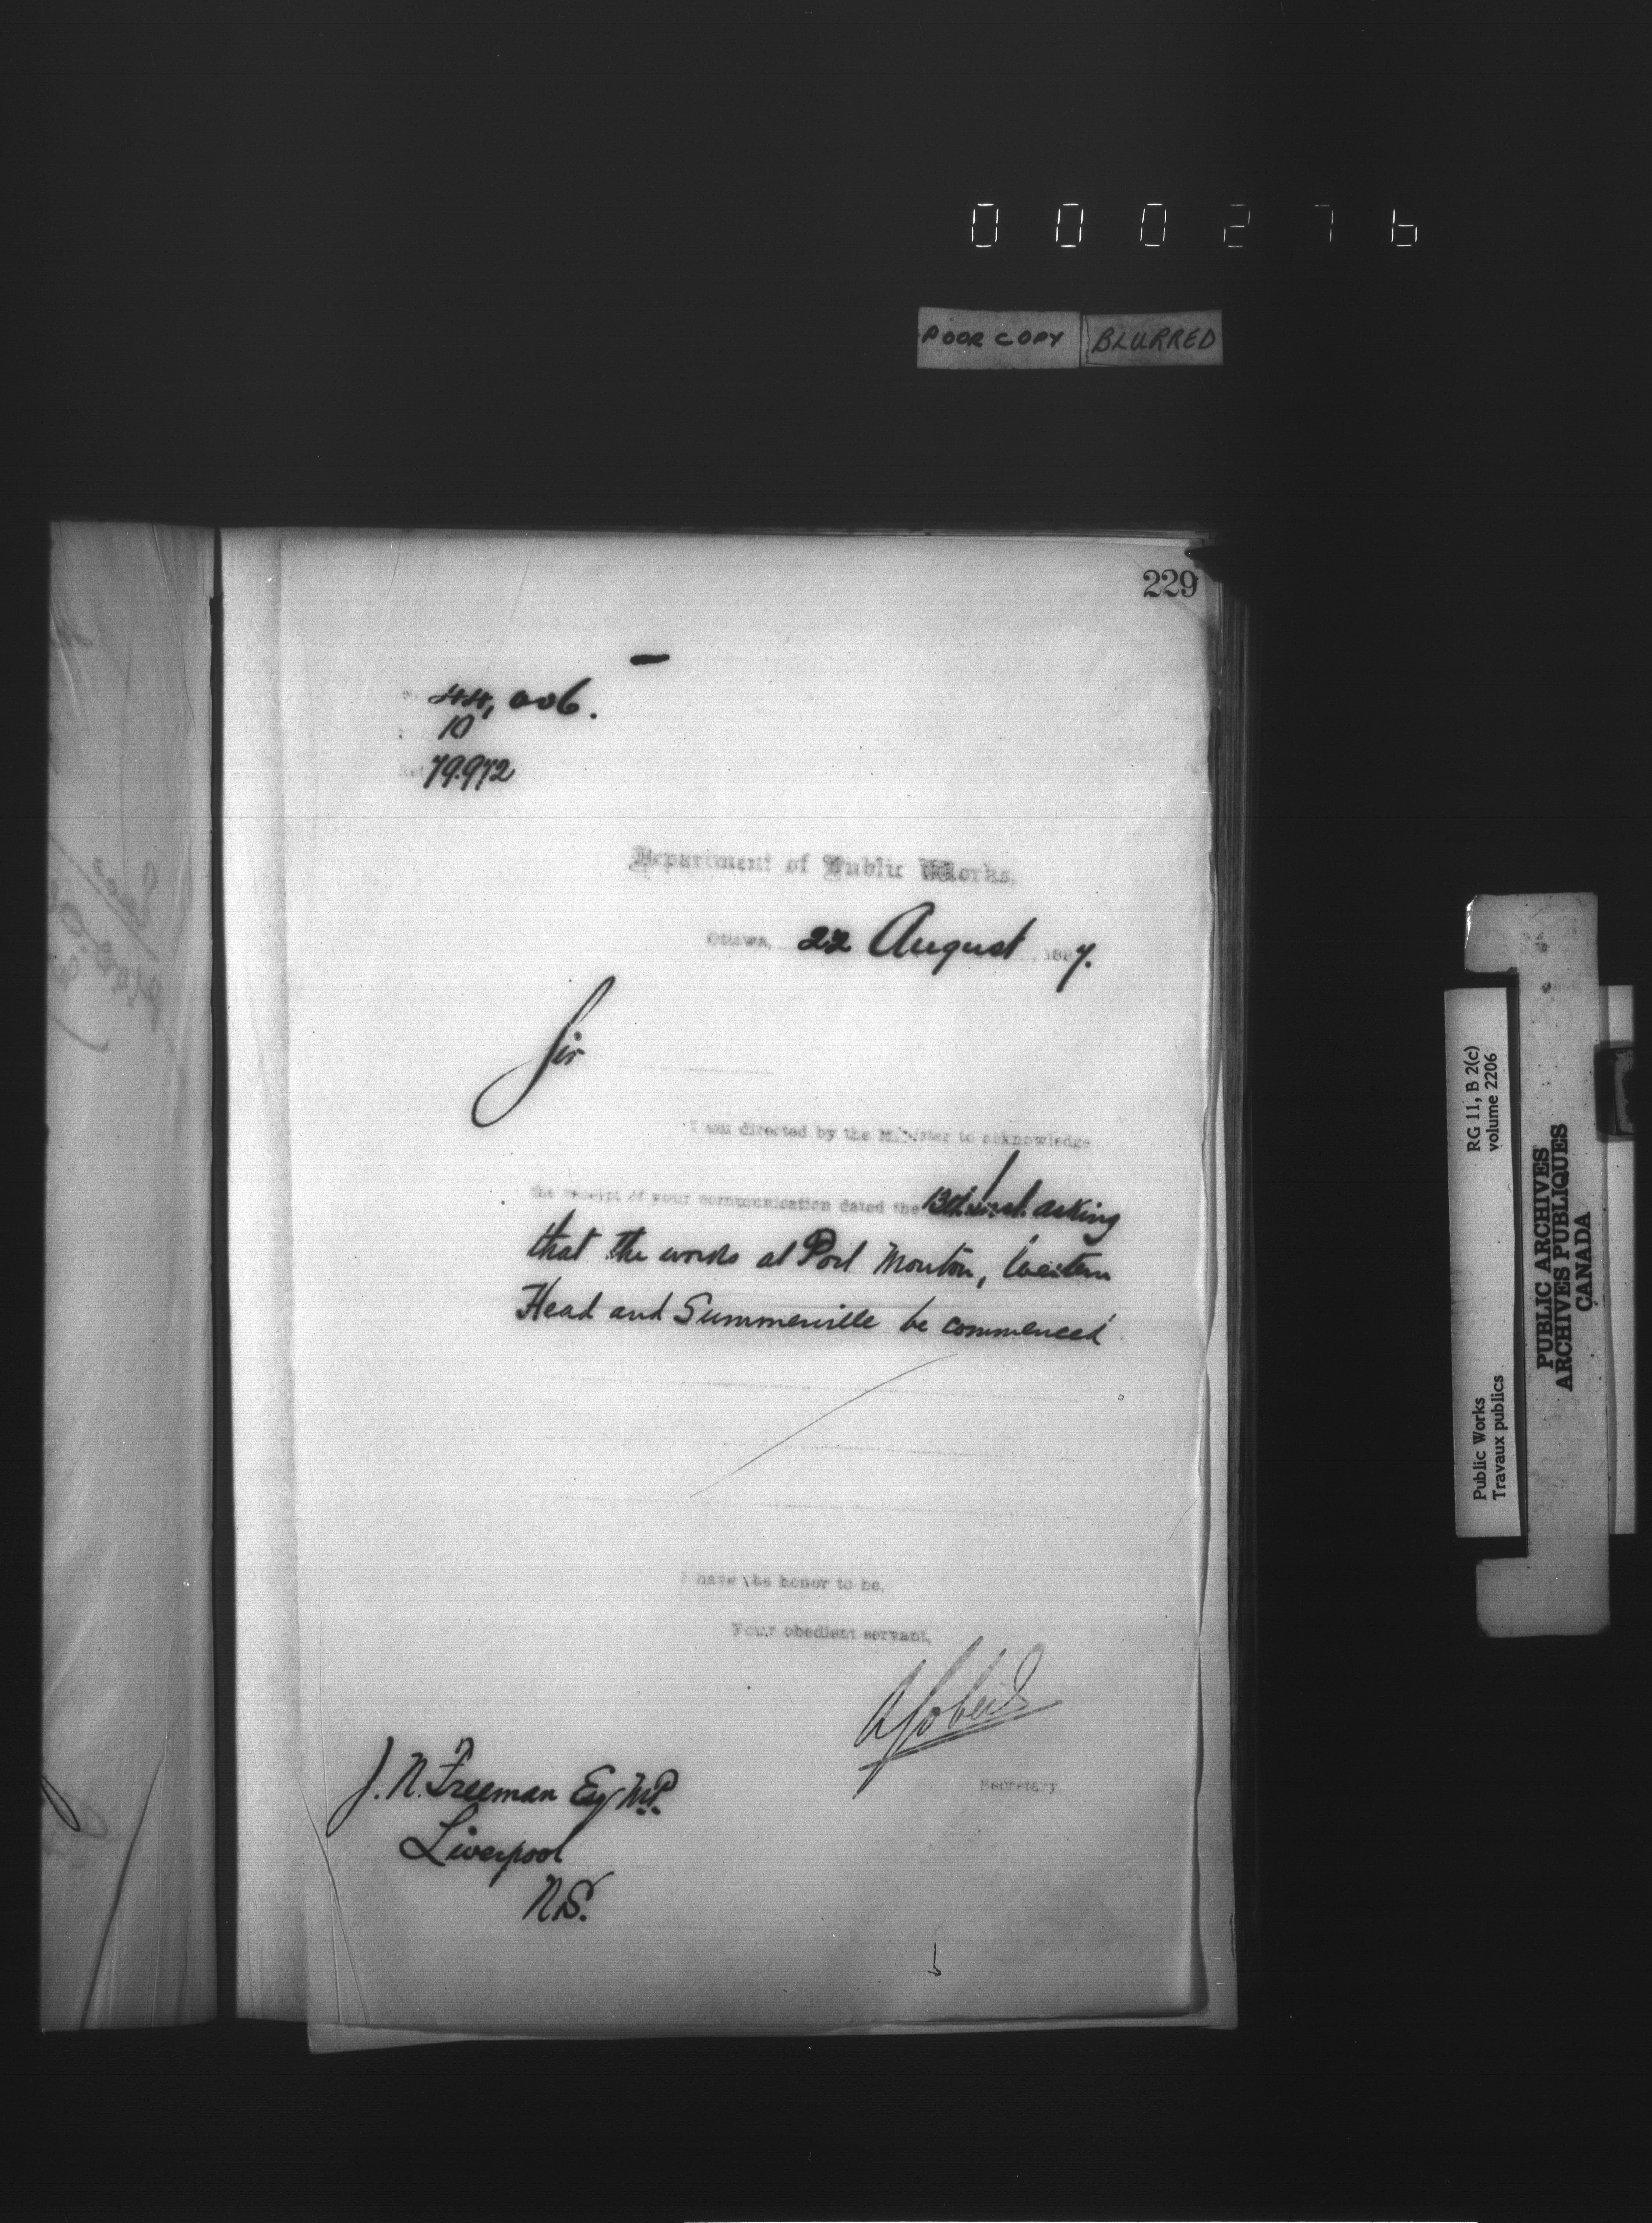 000276
POOR COPY BLURRED
229
44,006.
10
79972
Department of Public Works,
Ottawa, 22 August 1887.
Sir
I was directed by the Minister to acknowledge
the receipt of your communication dated the 13th inst. asking
that the works at Port Mouton, Western
Head and Summerville be commenced
I have the honor to be,
Your obedient servant,
Secretary
J. N. Freeman Esq M.P.
Liverpool
N.S.
RG 11, B 2(c)
volume 2206
Public Works
Travaux publics
PUBLIC ARCHIVES
ARCHIVES PUBLIQUES
CANADA